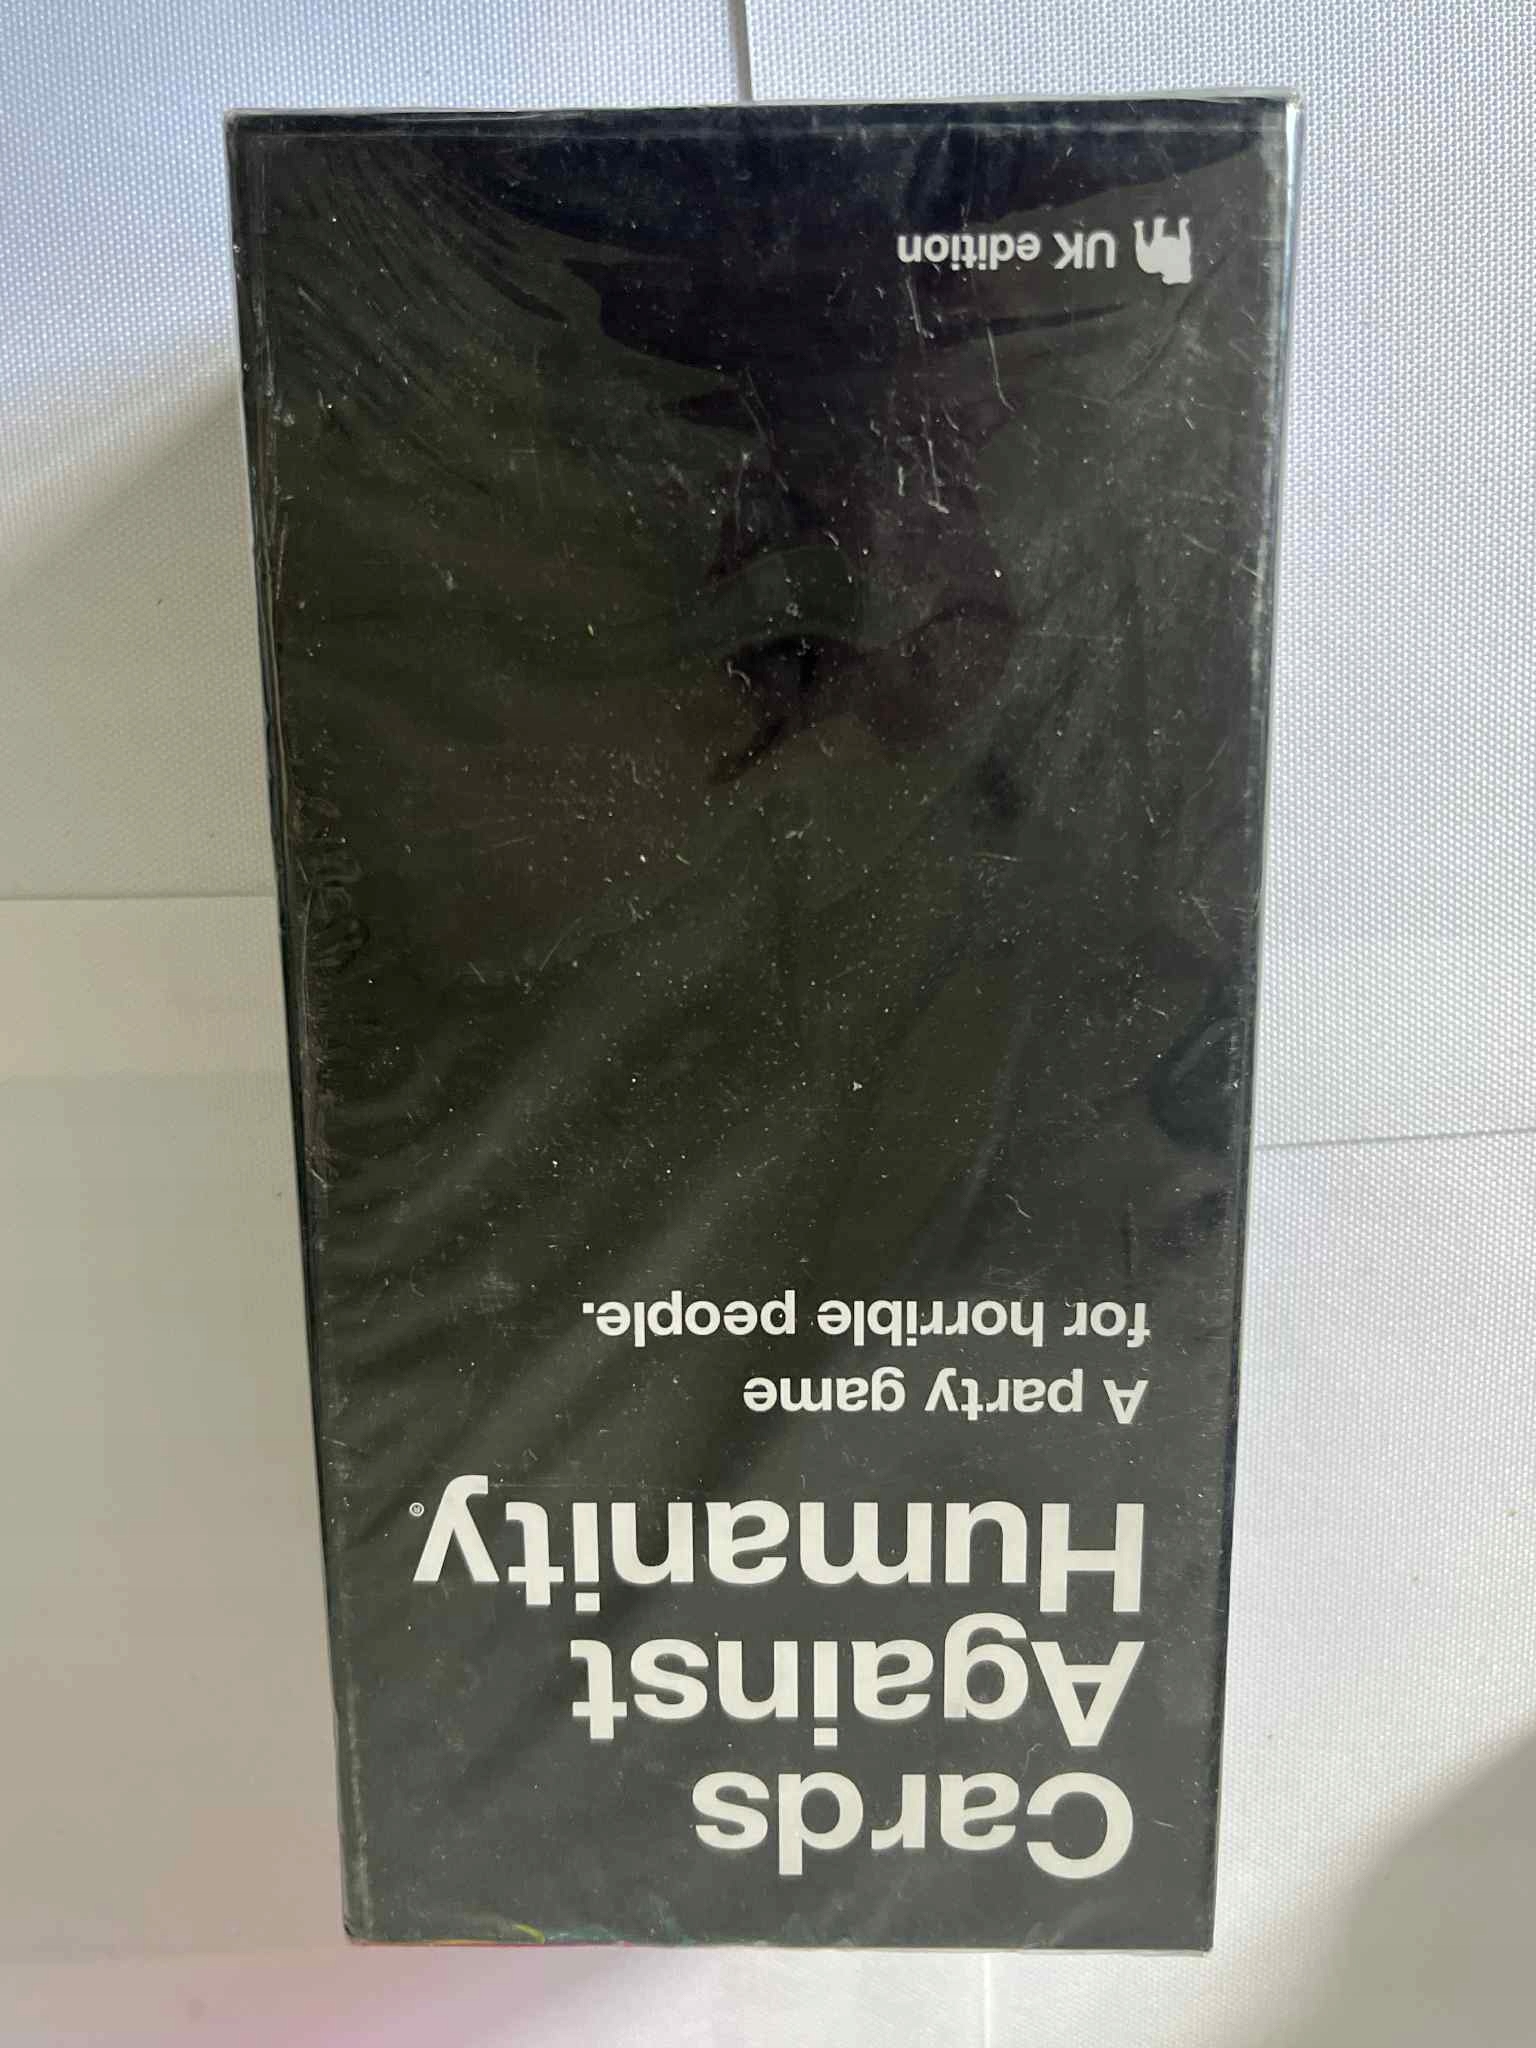 Cards
Against
Humanity®
A party game
for horrible people.
UK edition